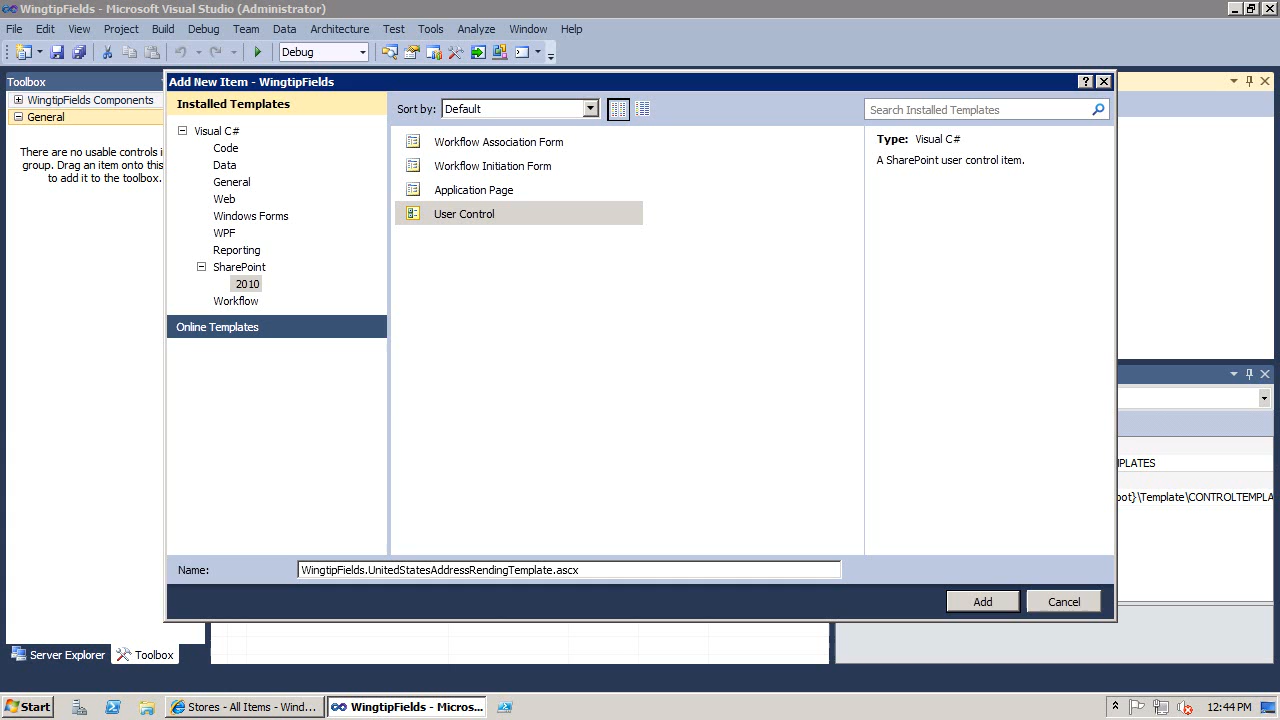 WingtipFields - Microsoft Visual Studio (Administrator)
File Edit View Project Build Debug Team Data Architecture Test Tools Analyze Window Help
Debug
Toolbox
WingtipFields Components
General
There are no usable controls i
group. Drag an item onto this
to add it to the toolbox.
Add New Item - WingtipFields
Installed Templates
Visual C#
Code
Data
General
Web
Windows Forms
WPF
Reporting
SharePoint
2010
Workflow
Online Templates
Sort by: Default
Search Installed Templates
Workflow Association Form
Workflow Initiation Form
Application Page
User Control
Type: Visual C#
A SharePoint user control item.
PLATES
oot}\Template\CONTROLTEMPLA
Name: WingtipFields.UnitedStatesAddressRendingTemplate.ascx
Add Cancel
Server Explorer Toolbox
Start Stores - All Items - Wind... WingtipFields - Micros... 12:44 PM